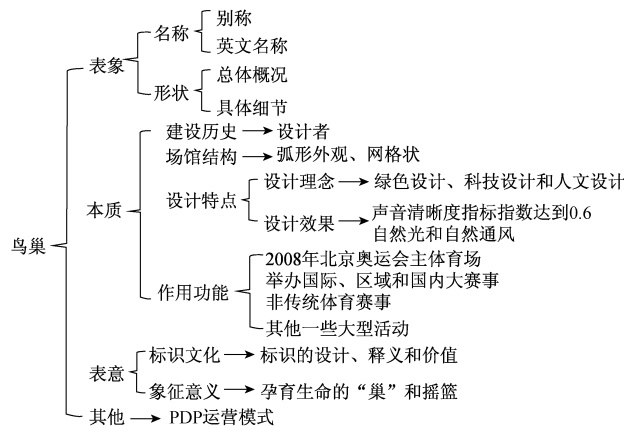 别称
名称
英文名称
表象
总体概况
形状
具体细节
建设历史 设计者
场馆结构 弧形外观、网格状
设计理念 绿色设计、科技设计和人文设计
设计特点
本质
设计效果 声音清晰度指标指数达到0.6
自然光和自然通风
鸟巢
2008年北京奥运会主体育场
举办国际、区域和国内大赛事
作用功能
非传统体育赛事
其他一些大型活动
标识文化 标识的设计、释义和价值
表意
象征意义 孕育生命的“巢”和摇篮
其他 PDP运营模式